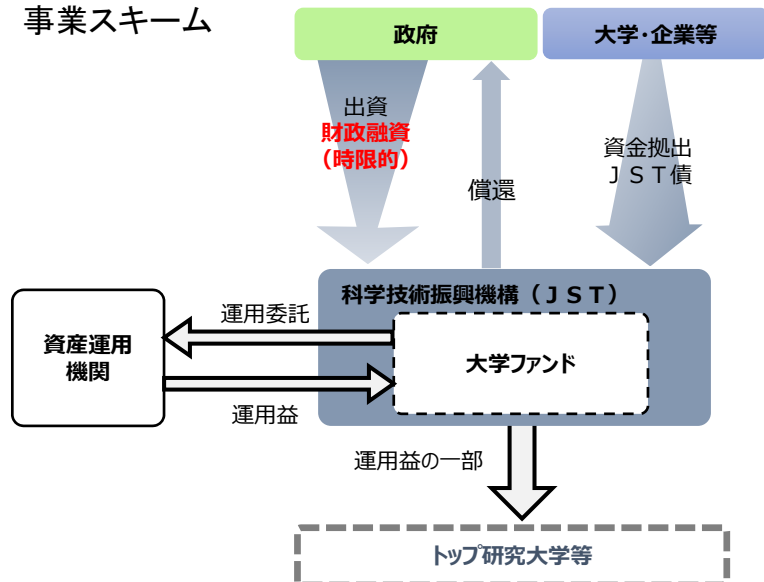 事業スキーム
政府
大学・企業等
出資
財政融資
（時限的）
償還
資金拠出
ＪＳＴ債
科学技術振興機構（ＪＳＴ）
運用委託
大学ファンド
資産運用
機関
運用益
運用益の一部
トップ研究大学等